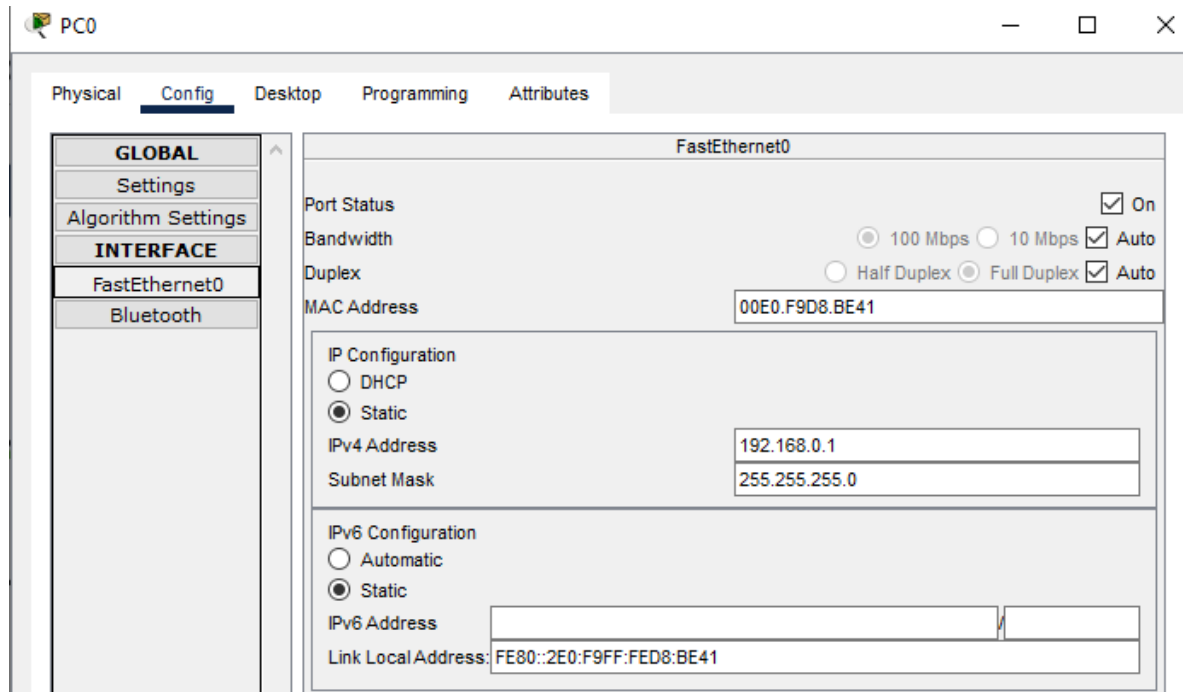 PC0
Physical Config Desktop Programming Attributes
GLOBAL
Settings
Algorithm Settings
INTERFACE
FastEthernet0
Bluetooth
FastEthernet0
Port Status On
Bandwidth 100 Mbps 10 Mbps Auto
Duplex Half Duplex Full Duplex Auto
MAC Address 00E0.F9D8.BE41
IP Configuration
DHCP
Static
IPv4 Address 192.168.0.1
Subnet Mask 255.255.255.0
IPv6 Configuration
Automatic
Static
IPv6 Address /
Link Local Address: FE80::2E0:F9FF:FED8:BE41